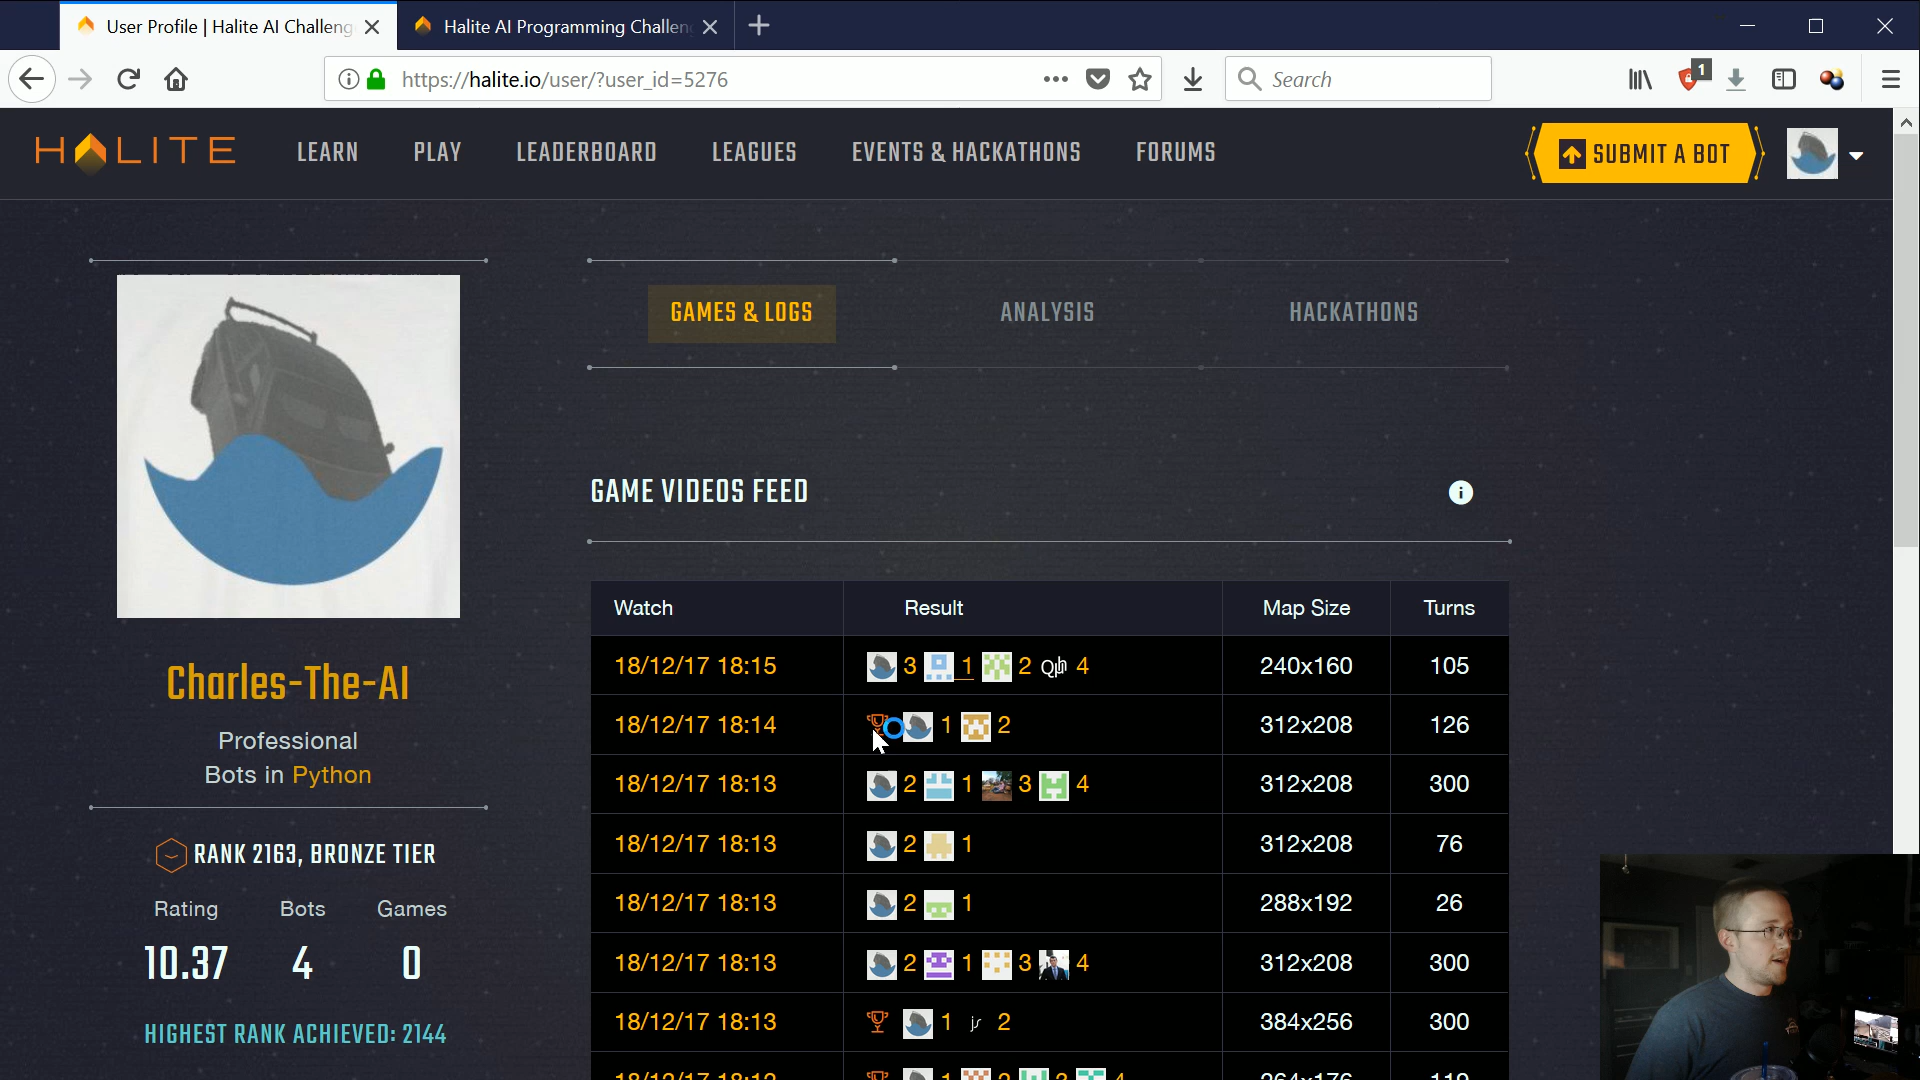 User Profile | Halite AI Challeng
Halite AI Programming Challen
https://halite.io/user/?user_id=5276
Search
1
HALITE
LEARN
PLAY
LEADERBOARD
LEAGUES
EVENTS & HACKATHONS
FORUMS
SUBMIT A BOT
GAMES & LOGS
ANALYSIS
HACKATHONS
Charles-The-AI
Professional
Bots in Python
RANK 2163, BRONZE TIER
Rating Bots Games
10.37 4 0
HIGHEST RANK ACHIEVED: 2144
GAME VIDEOS FEED
Watch Result Map Size Turns
18/12/17 18:15 3 1 2 4 240x160 105
18/12/17 18:14 1 2 312x208 126
18/12/17 18:13 2 1 3 4 312x208 300
18/12/17 18:13 2 1 312x208 76
18/12/17 18:13 2 1 288x192 26
18/12/17 18:13 2 1 3 4 312x208 300
18/12/17 18:13 1 js 2 384x256 300